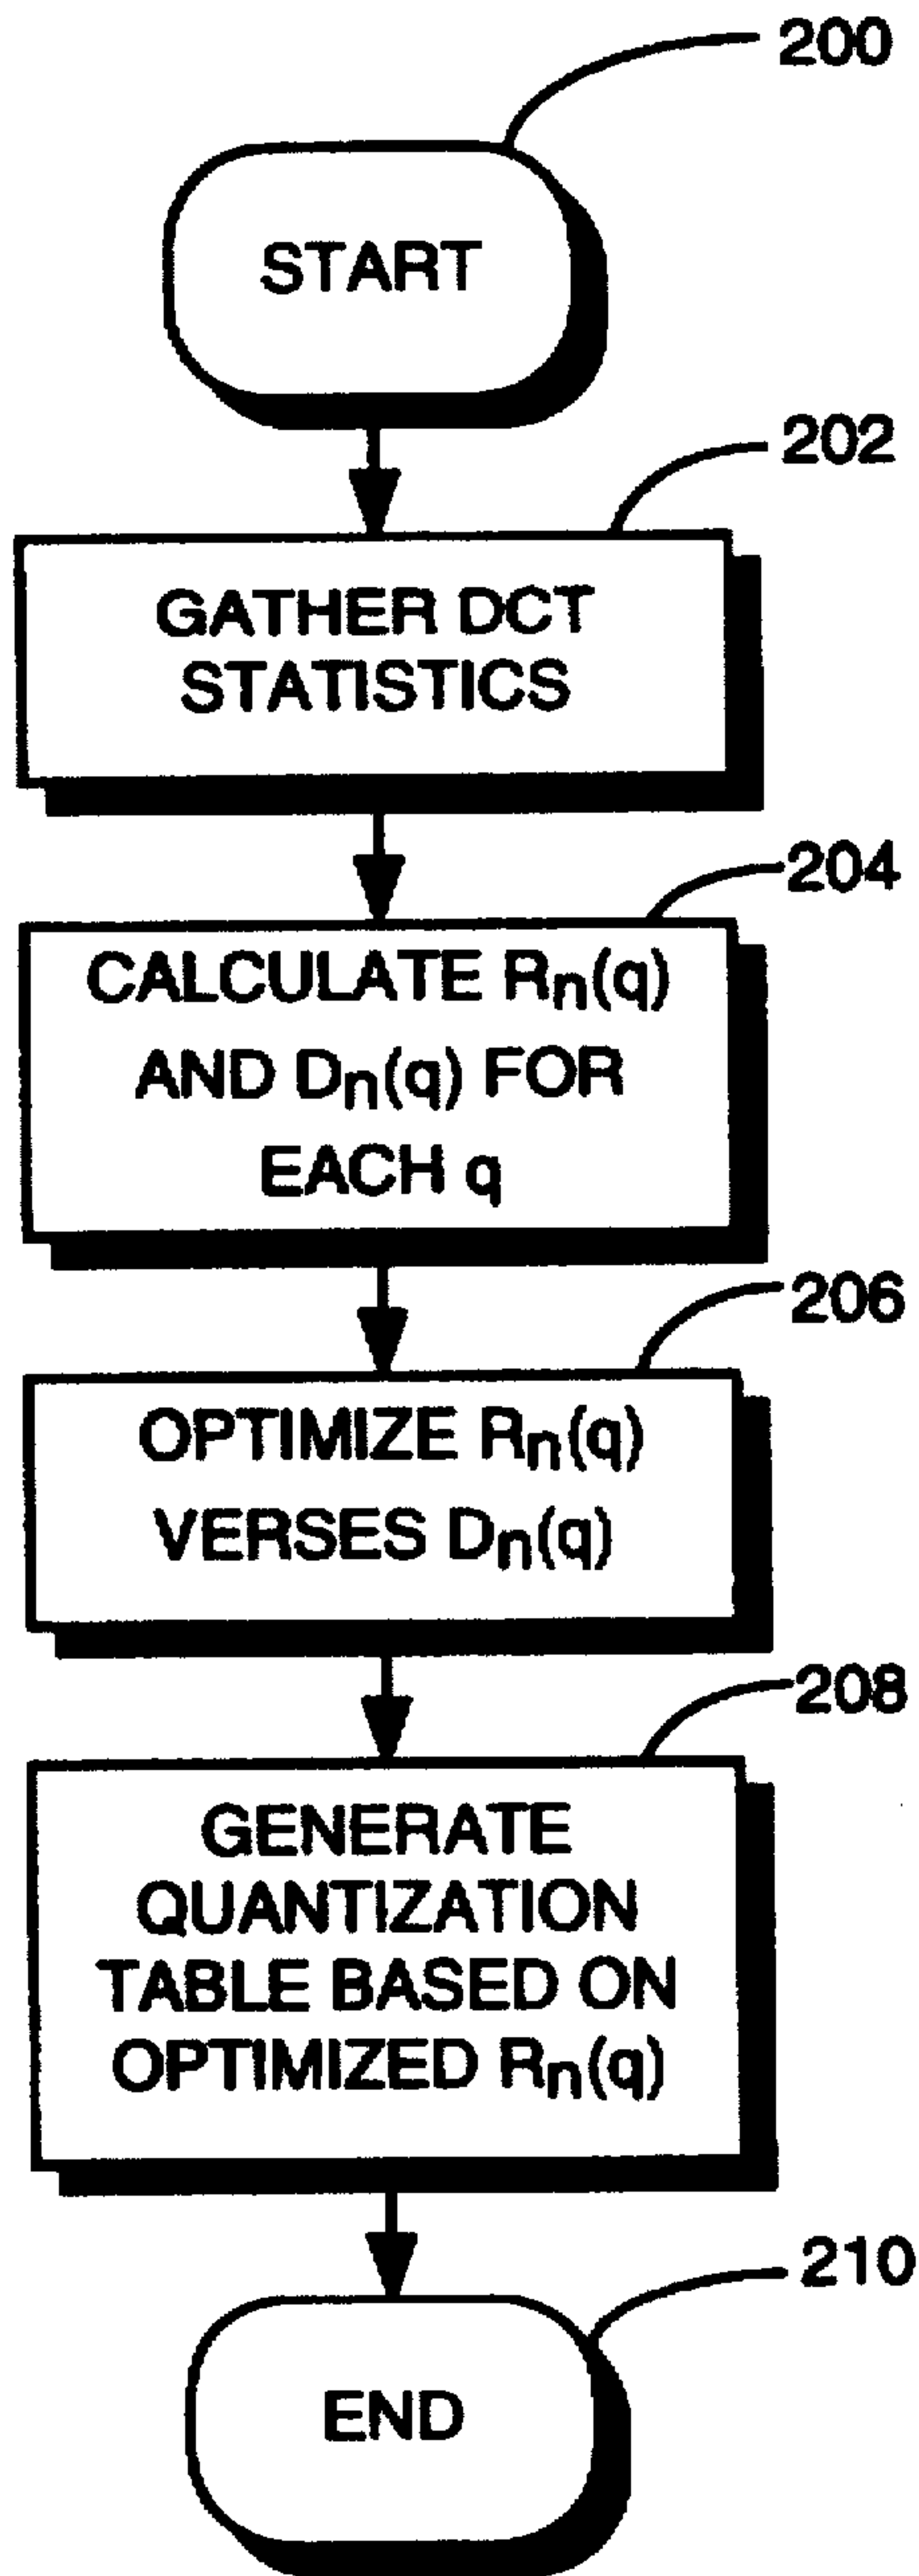 200
START
202
GATHER DCT
STATISTICS
204
CALCULATE Rn(q)
AND Dn(q) FOR
EACH q
206
OPTIMIZE Rn(q)
VERSES Dn(q)
208
GENERATE
QUANTIZATION
TABLE BASED ON
OPTIMIZED Rn(q)
210
END